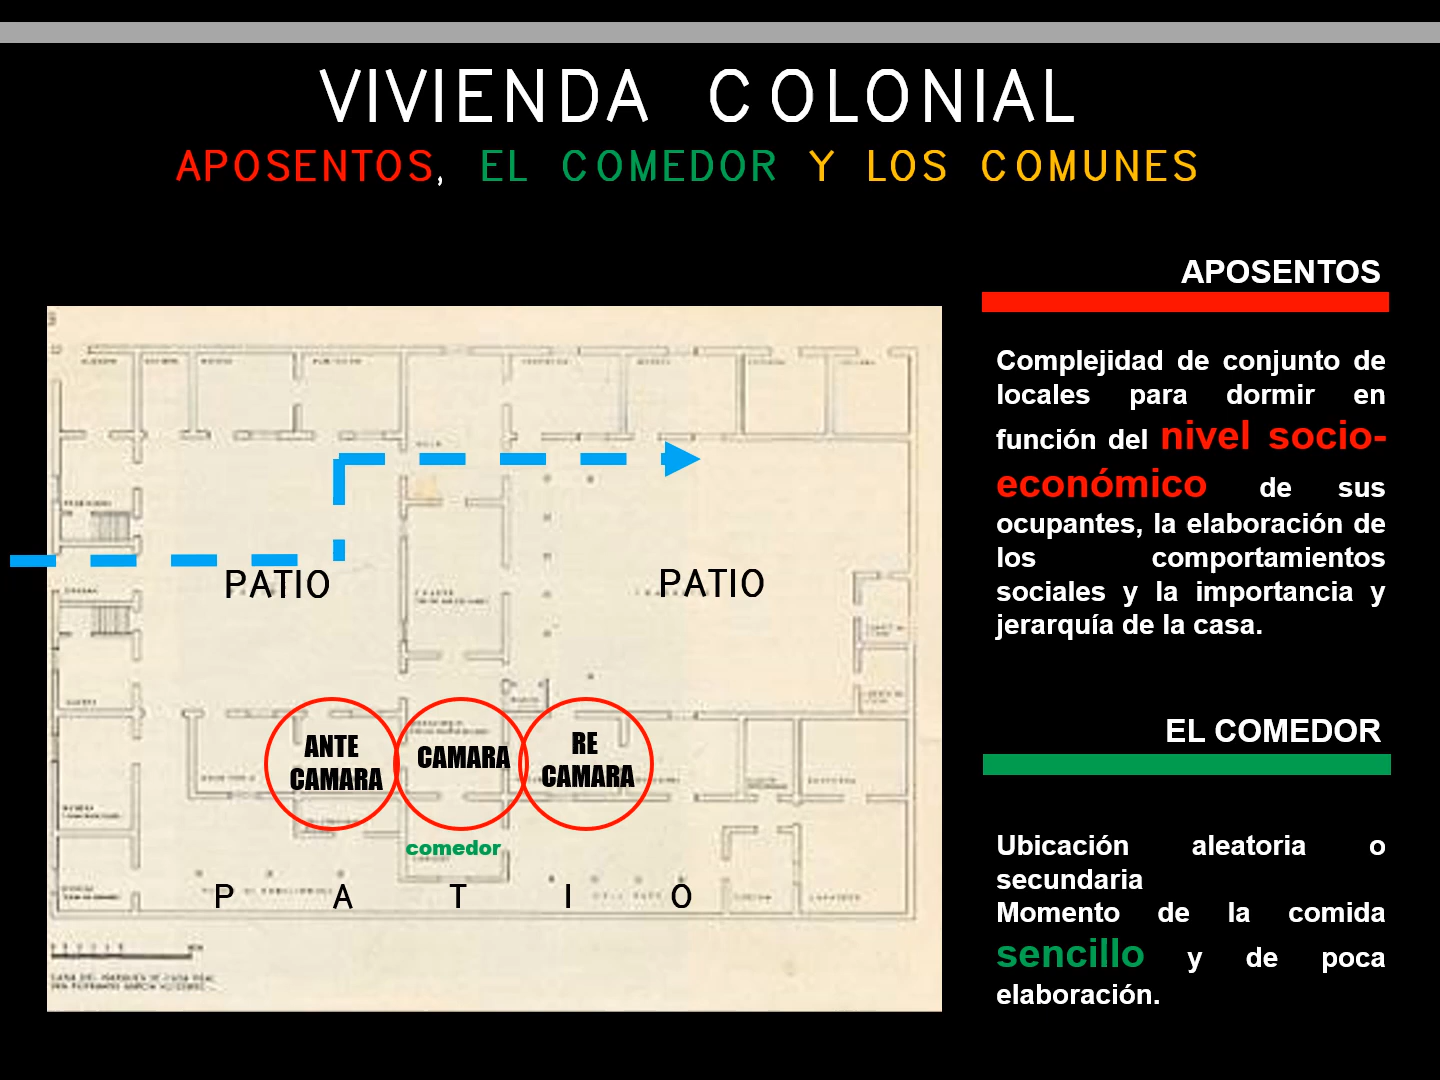 VIVIENDA COLONIAL
APOSENTOS, EL COMEDOR Y LOS COMUNES
APOSENTOS
Complejidad de conjunto de
locales para dormir en
función del nivel socio-
económico de sus
ocupantes, la elaboración de
los comportamientos
sociales y la importancia y
jerarquía de la casa.
EL COMEDOR
Ubicación aleatoria o
secundaria
Momento de la comida
sencillo y de poca
elaboración.
PATIO
PATIO
ANTE
CAMARA
CAMARA
RE
CAMARA
comedor
P A T I O